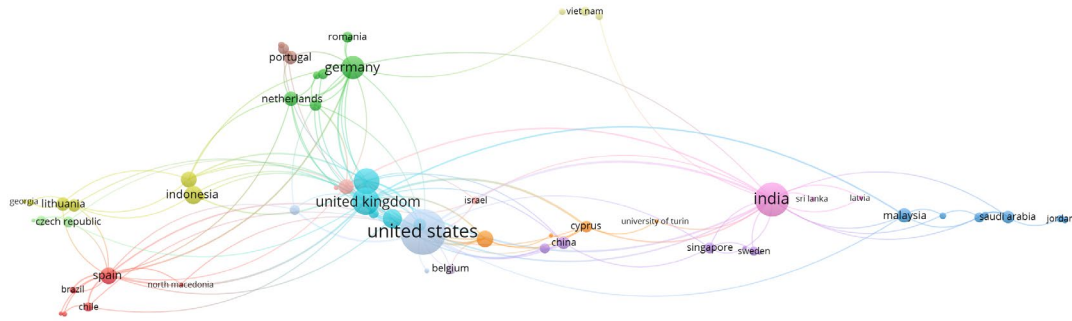 viet nam
romania
portugal
germany
netherlands
indonesia
georgia
lithuania
czech republic
united kingdom
israel
india
sri lanka
latvia
malaysia
saudi arabia
jordan
united states
cyprus
university of turin
china
singapore
sweden
belgium
spain
north macedonia
brazil
chile